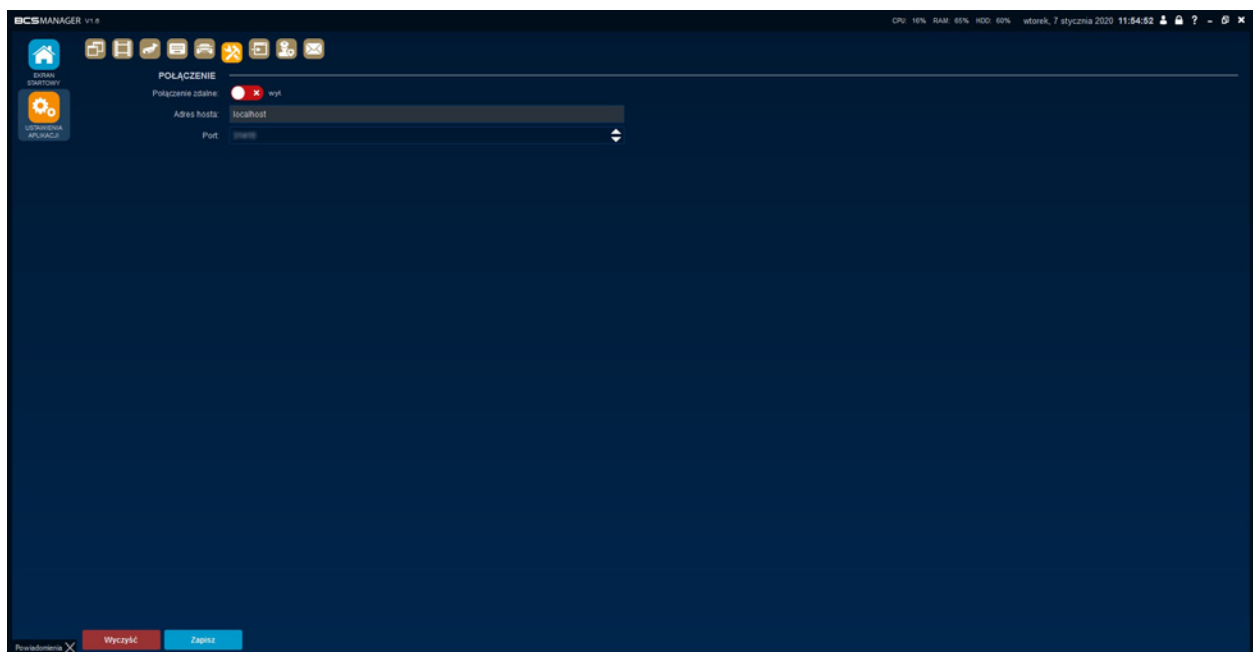 BCSMANAGER V1.6
CPU: 16% RAM: 65% HDD: 60% wtorek, 7 stycznia 2020 11:54:52
EKRAN
STARTOWY
USTAWIENIA
APLIKACJI
POŁĄCZENIE
Połączenie zdalne: wył.
Adres hosta: localhost
Port:
Wyczyść Zapisz
Powiadomienia